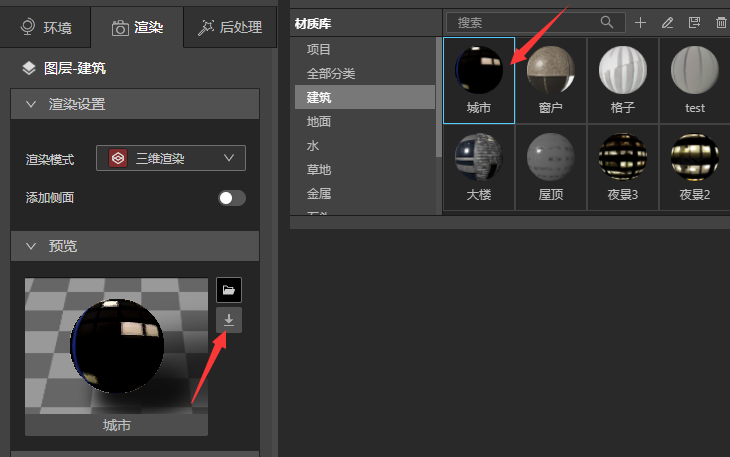 环境
渲染
后处理
图层-建筑
渲染设置
渲染模式
三维渲染
添加侧面
预览
城市
材质库
搜索
项目
全部分类
建筑
地面
水
草地
金属
城市
窗户
格子
test
大楼
屋顶
夜景3
夜景2